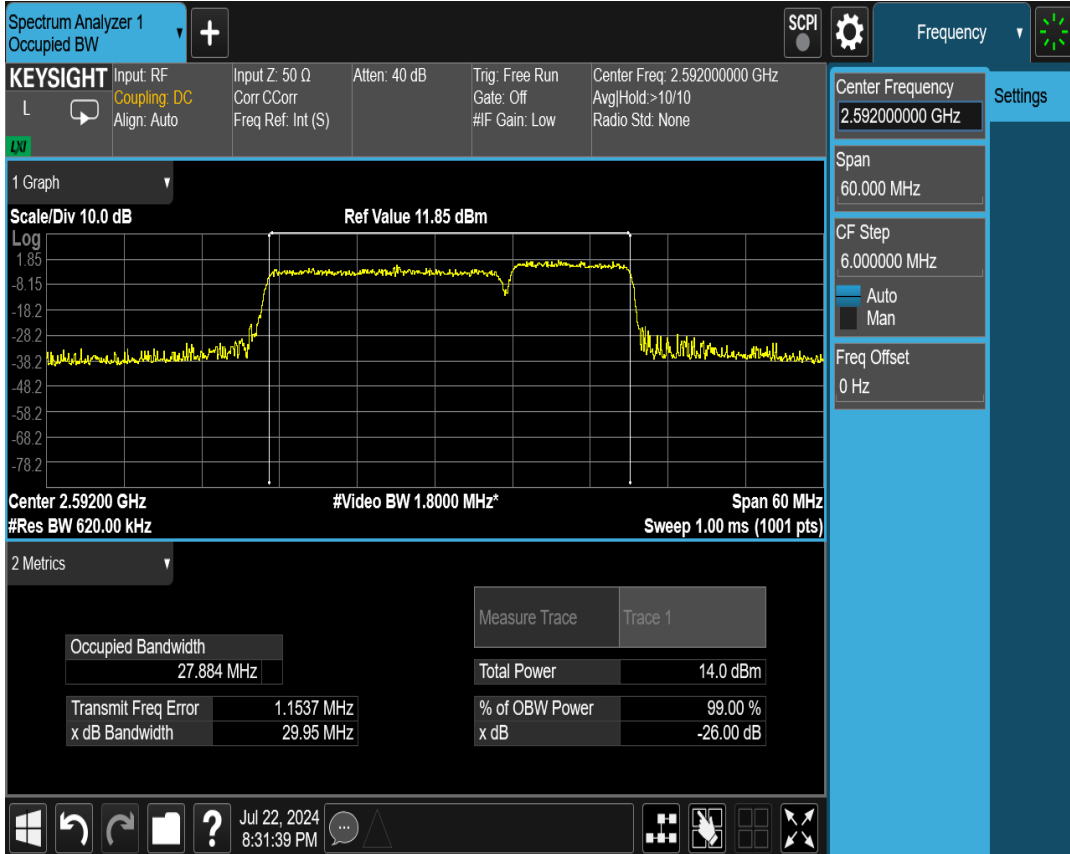 Spectrum Analyzer 1
Occupied BW
+
SCPI
Frequency
KEYSIGHT
L
LXI
Input: RF
Coupling: DC
Align: Auto
Input Z: 50 Ω
Corr CCorr
Freq Ref: Int (S)
Atten: 40 dB
Trig: Free Run
Gate: Off
#IF Gain: Low
Center Freq: 2.592000000 GHz
Avg|Hold:>10/10
Radio Std: None
Center Frequency
2.592000000 GHz
Settings
Span
60.000 MHz
CF Step
6.000000 MHz
Auto
Man
Freq Offset
0 Hz
1 Graph
Scale/Div 10.0 dB
Ref Value 11.85 dBm
Log
1.85
-8.15
-18.2
-28.2
-38.2
-48.2
-58.2
-68.2
-78.2
Center 2.59200 GHz
#Video BW 1.8000 MHz*
Span 60 MHz
#Res BW 620.00 kHz
Sweep 1.00 ms (1001 pts)
2 Metrics
Measure Trace
Trace 1
Occupied Bandwidth
27.884 MHz
Total Power
14.0 dBm
Transmit Freq Error
1.1537 MHz
% of OBW Power
99.00 %
x dB Bandwidth
29.95 MHz
x dB
-26.00 dB
?
Jul 22, 2024
8:31:39 PM